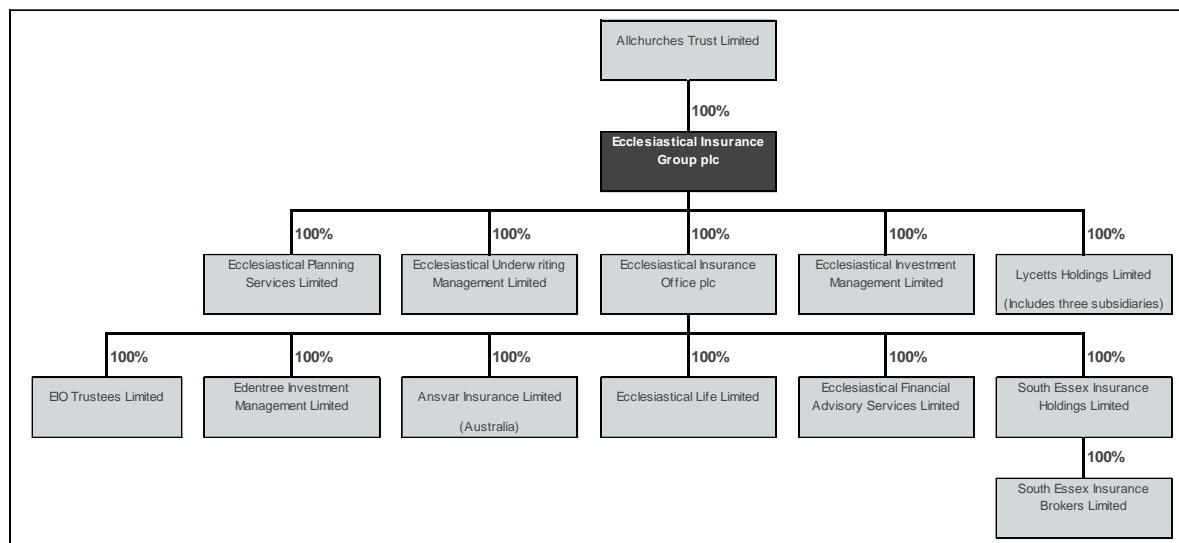 Allchurches Trust Limited
100%
Ecclesiastical Insurance
Group plc
100%
100%
100%
100%
100%
Ecclesiastical Planning
Services Limited
Ecclesiastical Underwriting
Management Limited
Ecclesiastical Insurance
Office plc
Ecclesiastical Investment
Management Limited
Lycetts Holdings Limited
(Includes three subsidiaries)
100%
100%
100%
100%
100%
100%
EIO Trustees Limited
Edentree Investment
Management Limited
Ansvar Insurance Limited
(Australia)
Ecclesiastical Life Limited
Ecclesiastical Financial
Advisory Services Limited
South Essex Insurance
Holdings Limited
100%
South Essex Insurance
Brokers Limited